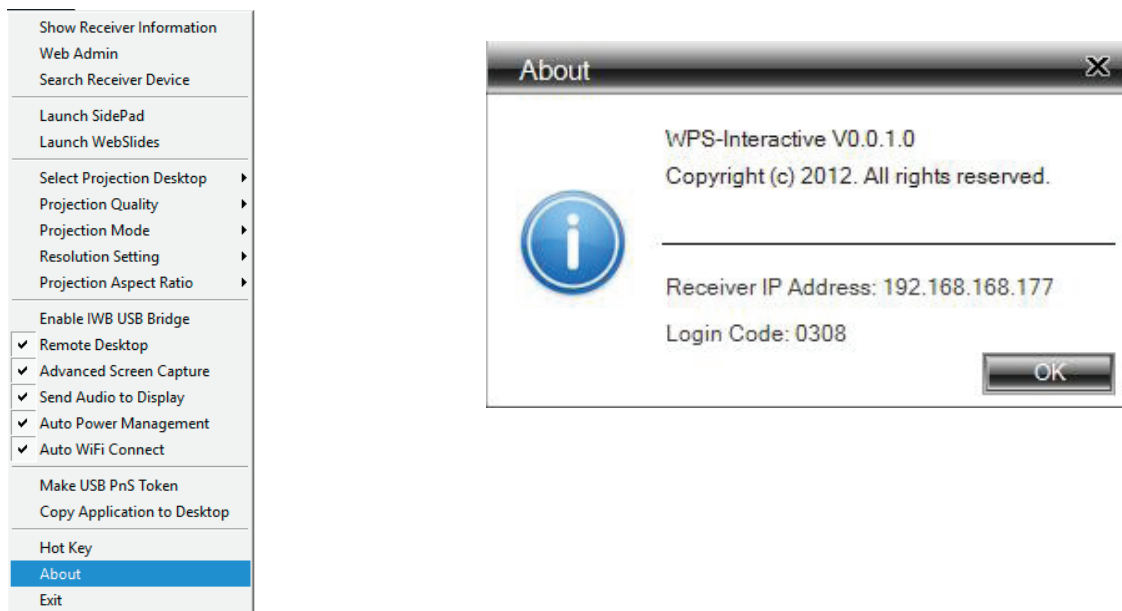 Show Receiver Information
Web Admin
Search Receiver Device
Launch SidePad
Launch WebSlides
Select Projection Desktop
Projection Quality
Projection Mode
Resolution Setting
Projection Aspect Ratio
Enable IWB USB Bridge
Remote Desktop
Advanced Screen Capture
Send Audio to Display
Auto Power Management
Auto WiFi Connect
Make USB PnS Token
Copy Application to Desktop
Hot Key
About
Exit
About
WPS-Interactive V0.0.1.0
Copyright (c) 2012. All rights reserved.
Receiver IP Address: 192.168.168.177
Login Code: 0308
OK